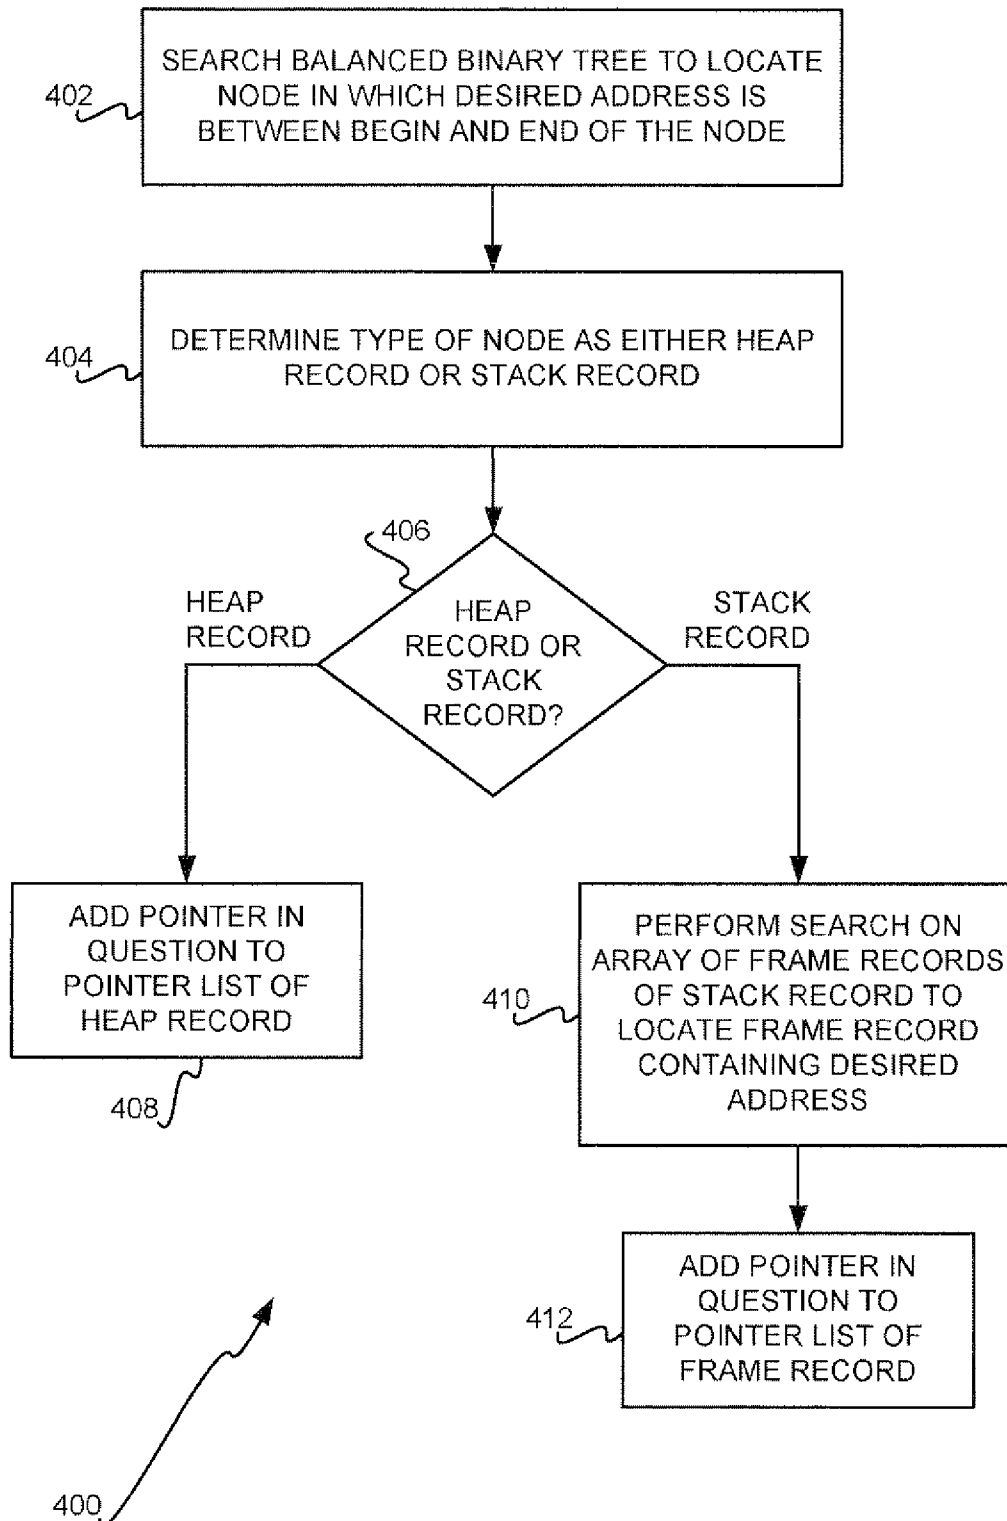 SEARCH BALANCED BINARY TREE TO LOCATE
NODE IN WHICH DESIRED ADDRESS IS
BETWEEN BEGIN AND END OF THE NODE
402
DETERMINE TYPE OF NODE AS EITHER HEAP
RECORD OR STACK RECORD
404
406
HEAP
RECORD
HEAP
RECORD OR
STACK
RECORD?
STACK
RECORD
ADD POINTER IN
QUESTION TO
POINTER LIST OF
HEAP RECORD
408
PERFORM SEARCH ON
ARRAY OF FRAME RECORDS
OF STACK RECORD TO
LOCATE FRAME RECORD
CONTAINING DESIRED
ADDRESS
410
ADD POINTER IN
QUESTION TO
POINTER LIST OF
FRAME RECORD
412
400